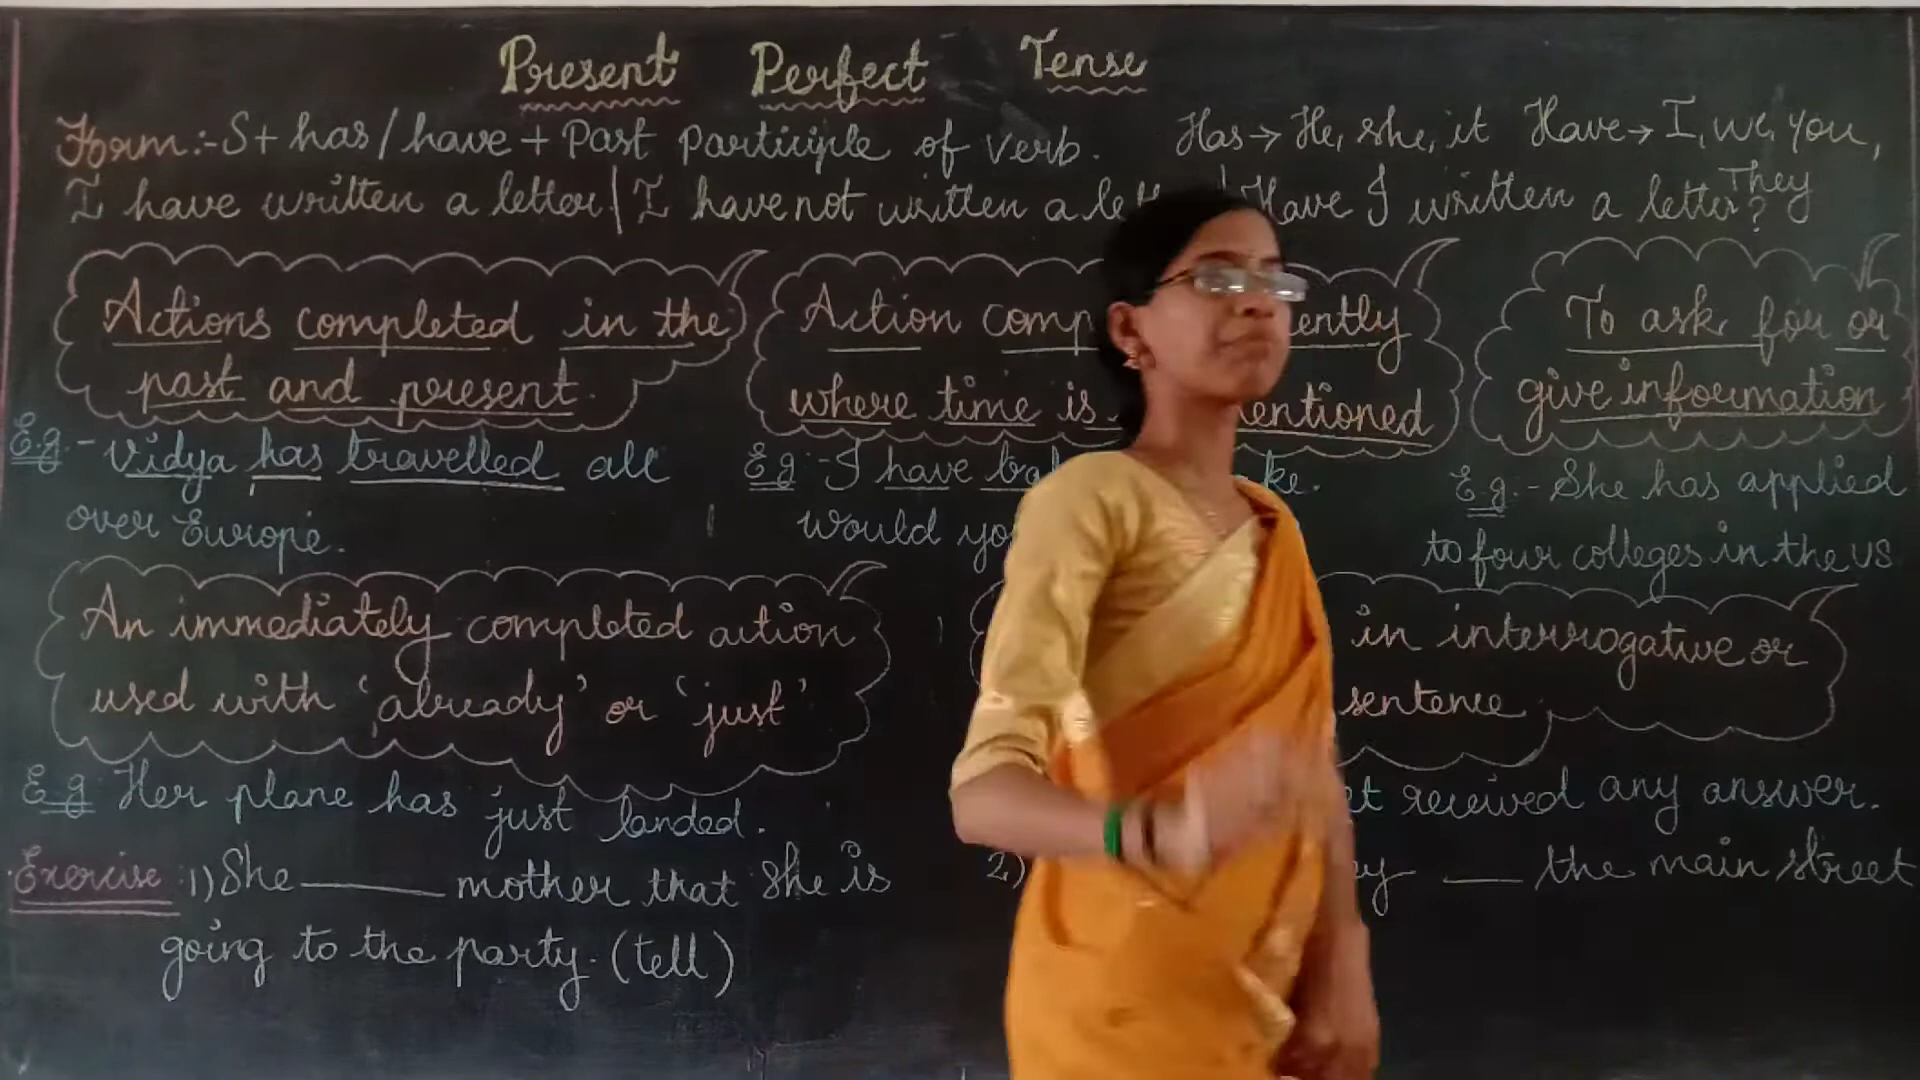 Present Perfect Tense
Form:- S+ has/have + Past participle of verb. Has→ He, she, it Have→ I, we, you,
They
I have written a letter | I have not written a le Have I written a letter?
Actions completed in the
past and present.
E.g.- Vidya has travelled all
over Europe.
Action comp ently
where time is entioned
E.g:- I have ba ke.
would yo
To ask for or
give information
E.g.:- She has applied
to four colleges in the US
An immediately completed action
used with 'already' or 'just'
E.g Her plane has just landed.
in interrogative or
sentence
et received any answer.
Exercise :1) She ______ mother that she is
going to the party. (tell)
2) ey ___ the main street